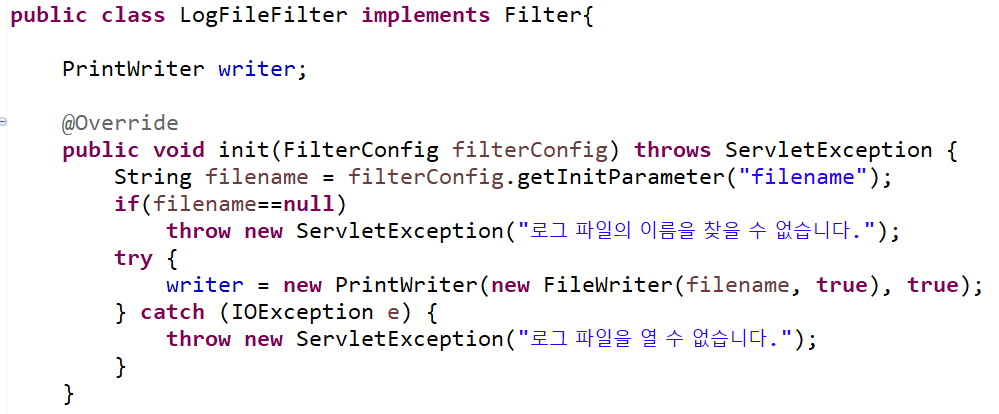 public class LogFileFilter implements Filter{
PrintWriter writer;
@Override
public void init(FilterConfig filterConfig) throws ServletException {
String filename = filterConfig.getInitParameter("filename");
if(filename==null)
throw new ServletException("로그 파일의 이름을 찾을 수 없습니다.");
try {
writer = new PrintWriter(new FileWriter(filename, true), true);
} catch (IOException e) {
throw new ServletException("로그 파일을 열 수 없습니다.");
}
}